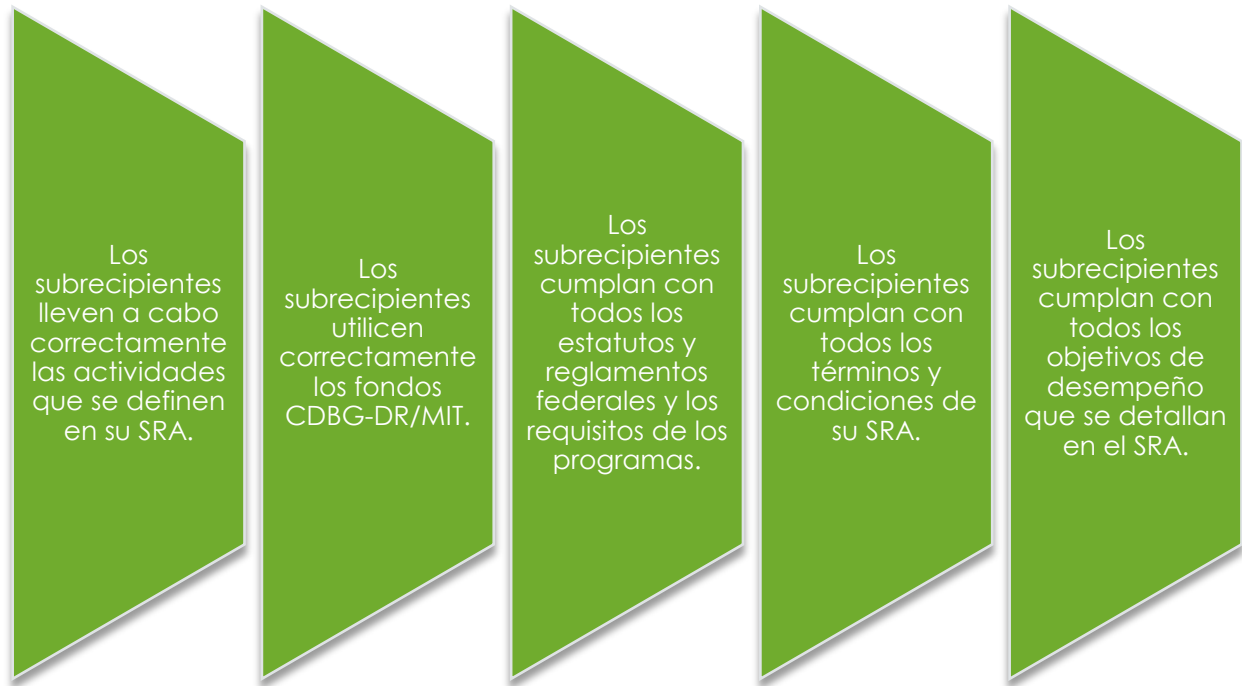 Los
subrecipientes
lleven a cabo
correctamente
las actividades
que se definen
en su SRA.
Los
subrecipientes
utilicen
correctamente
los fondos
CDBG-DR/MIT.
Los
subrecipientes
cumplan con
todos los
estatutos y
reglamentos
federales y los
requisitos de los
programas.
Los
subrecipientes
cumplan con
todos los
términos y
condiciones de
su SRA.
Los
subrecipientes
cumplan con
todos los
objetivos de
desempeño
que se detallan
en el SRA.